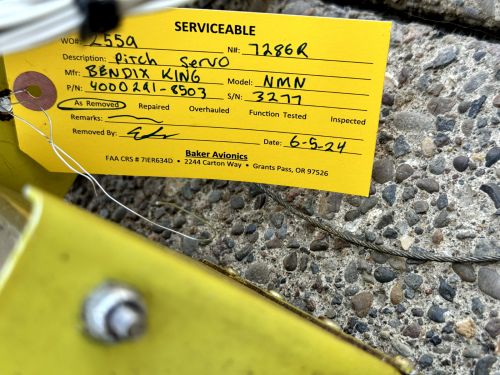 SERVICEABLE
WO# 2559 N#: 7286R
Description: Pitch Servo
Mfr: BENDIX KING Model: NMN
P/N: 4000291-8503 S/N: 3277
As Removed Repaired Overhauled Function Tested Inspected
Remarks:
Removed By: Date: 6-5-24
Baker Avionics
FAA CRS # 7IER634D • 2244 Carton Way • Grants Pass, OR 97526